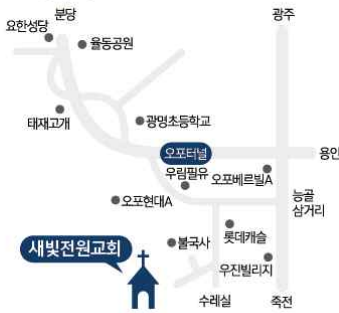 분당
광주
요한성당
율동공원
태재고개
광명초등학교
오포터널
용인
우림필유
오포베르빌A
능골
삼거리
오포현대A
롯데캐슬
불국사
새빛전원교회
우진빌리지
수레실
죽전